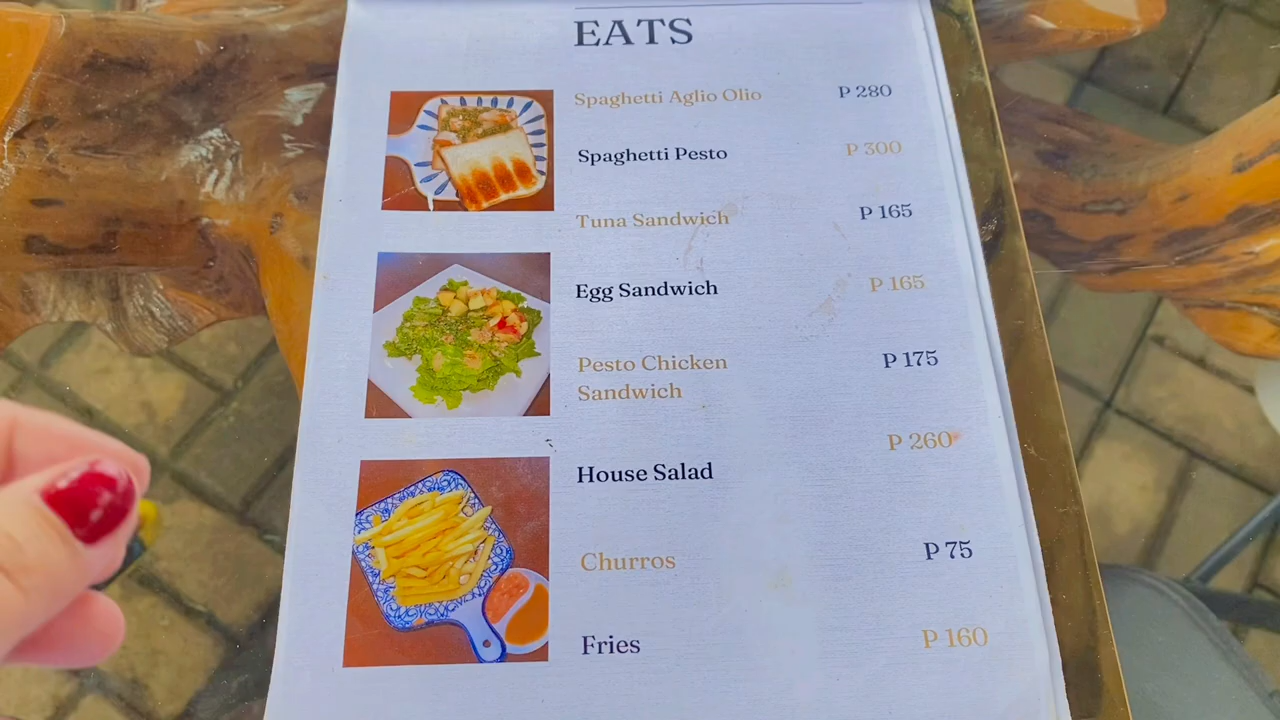 EATS
Spaghetti Aglio Olio P 280
Spaghetti Pesto P 300
Tuna Sandwich P 165
Egg Sandwich P 165
Pesto Chicken P 175
Sandwich
House Salad P 260
Churros P 75
Fries P 160